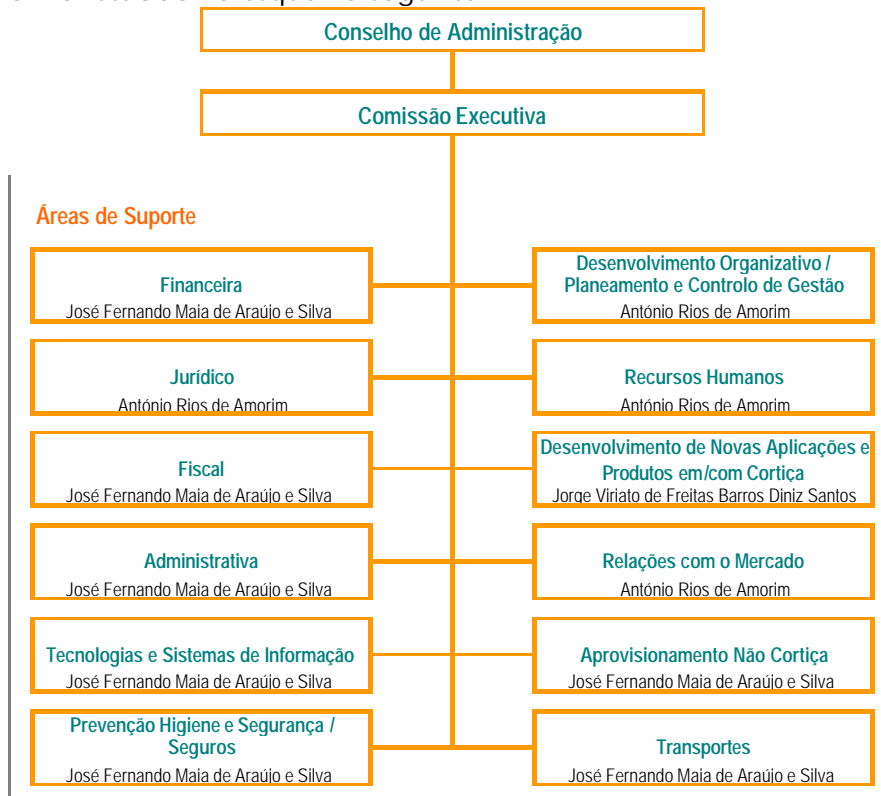 Conselho de Administração
Comissão Executiva
Áreas de Suporte
Financeira
José Fernando Maia de Araújo e Silva
Desenvolvimento Organizativo /
Planeamento e Controlo de Gestão
António Rios de Amorim
Jurídico
António Rios de Amorim
Recursos Humanos
António Rios de Amorim
Fiscal
José Fernando Maia de Araújo e Silva
Desenvolvimento de Novas Aplicações e
Produtos em/com Cortiça
Jorge Viriato de Freitas Barros Diniz Santos
Administrativa
José Fernando Maia de Araújo e Silva
Relações com o Mercado
António Rios de Amorim
Tecnologias e Sistemas de Informação
José Fernando Maia de Araújo e Silva
Aprovisionamento Não Cortiça
José Fernando Maia de Araújo e Silva
Prevenção Higiene e Segurança /
Seguros
José Fernando Maia de Araújo e Silva
Transportes
José Fernando Maia de Araújo e Silva